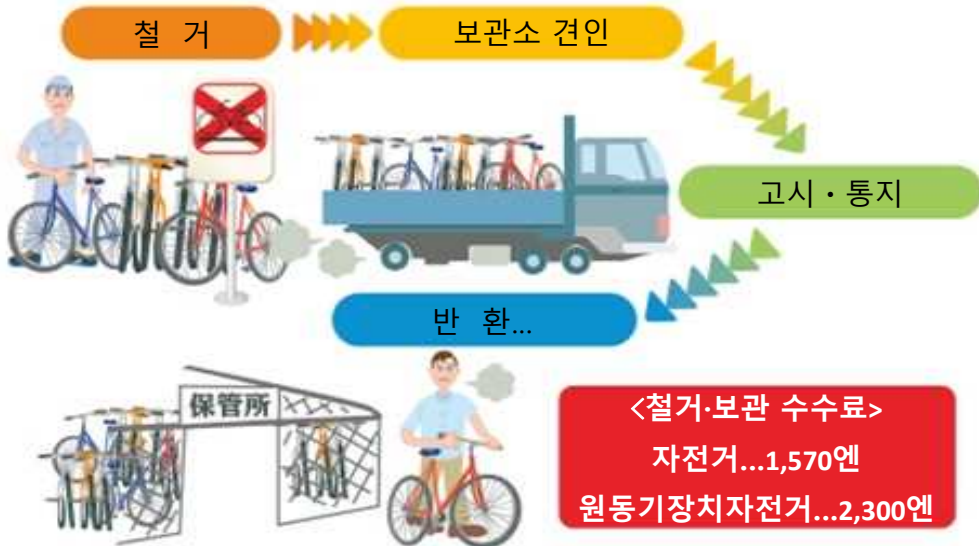 철 거
보관소 견인
고시・통지
반 환...
保管所
<철거·보관 수수료>
자전거...1,570엔
원동기장치자전거...2,300엔